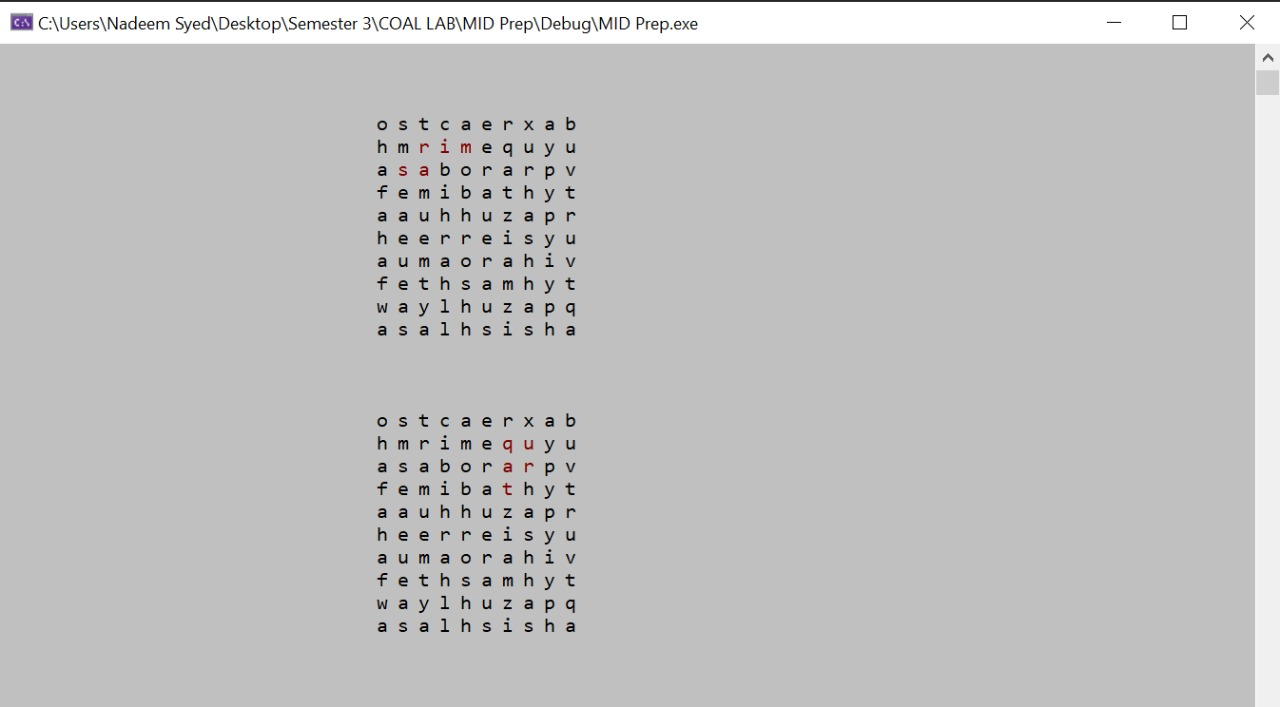 C:\Users\Nadeem Syed\Desktop\Semester 3\COAL LAB\MID Prep\Debug\MID Prep.exe
o s t c a e r x a b
h m r i m e q u y u
a s a b o r a r p v
f e m i b a t h y t
a a u h h u z a p r
h e e r r e i s y u
a u m a o r a h i v
f e t h s a m h y t
w a y l h u z a p q
a s a l h s i s h a
o s t c a e r x a b
h m r i m e q u y u
a s a b o r a r p v
f e m i b a t h y t
a a u h h u z a p r
h e e r r e i s y u
a u m a o r a h i v
f e t h s a m h y t
w a y l h u z a p q
a s a l h s i s h a